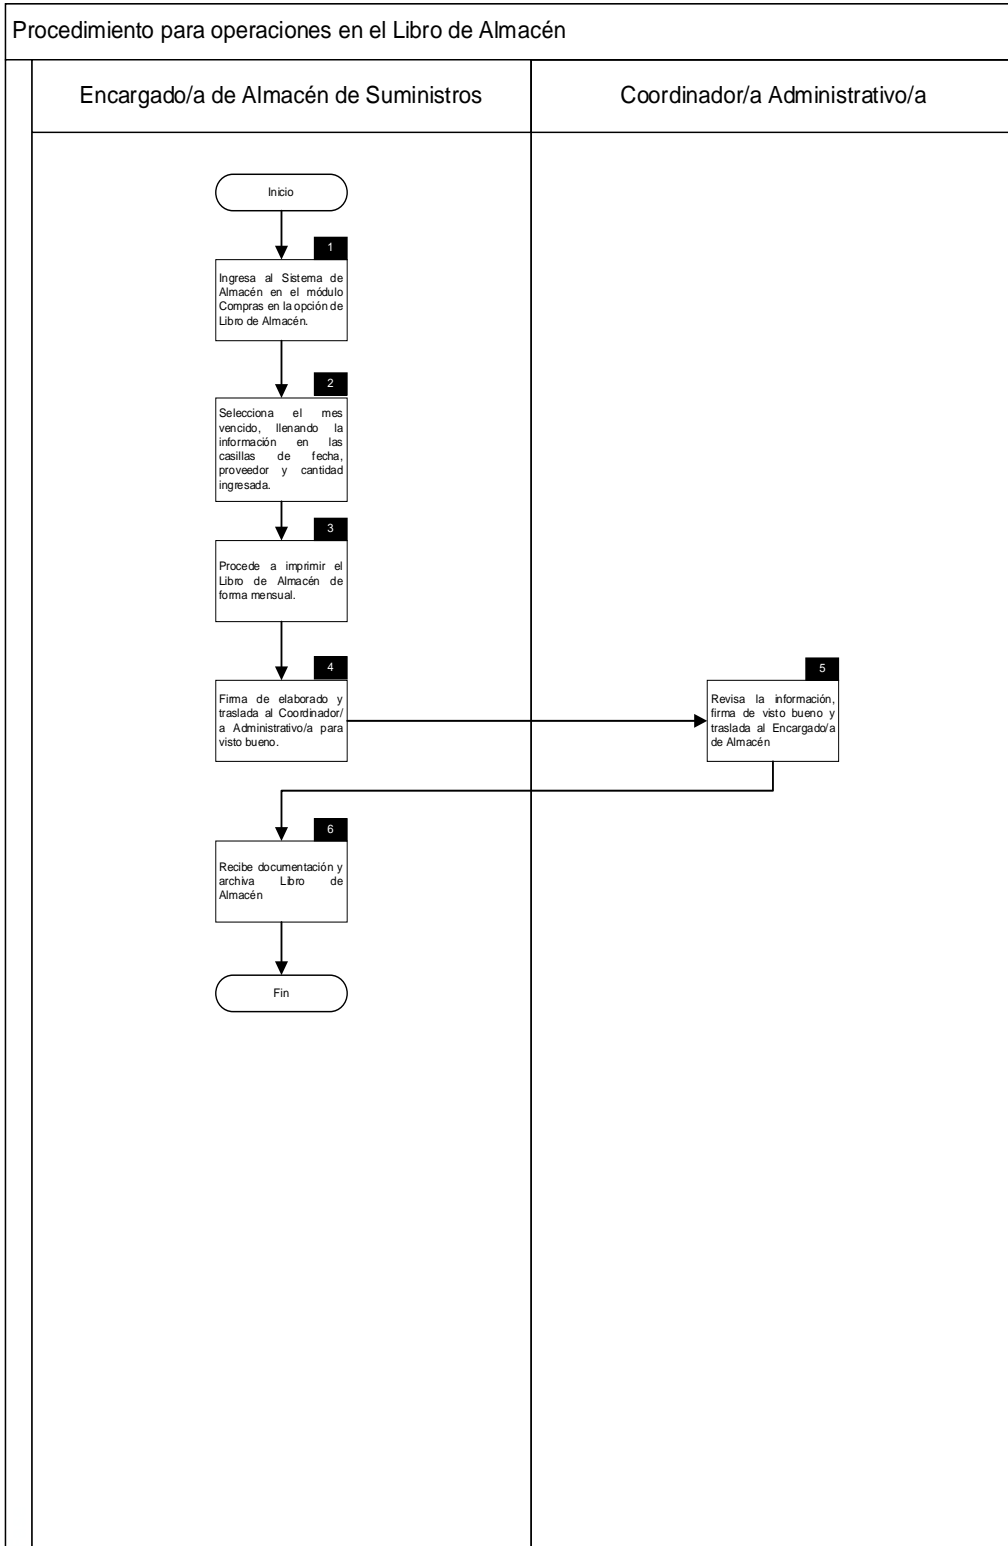 Procedimiento para operaciones en el Libro de Almacén
Encargado/a de Almacén de Suministros
Coordinador/a Administrativo/a
Inicio
1
Ingresa al Sistema de
Almacén en el módulo
Compras en la opción de
Libro de Almacén.
2
Selecciona el mes
vencido, llenando la
información en las
casillas de fecha,
proveedor y cantidad
ingresada.
3
Procede a imprimir el
Libro de Almacén de
forma mensual.
4
Firma de elaborado y
traslada al Coordinador/
a Administrativo/a para
visto bueno.
5
Revisa la información,
firma de visto bueno y
traslada al Encargado/a
de Almacén
6
Recibe documentación y
archiva Libro de
Almacén
Fin